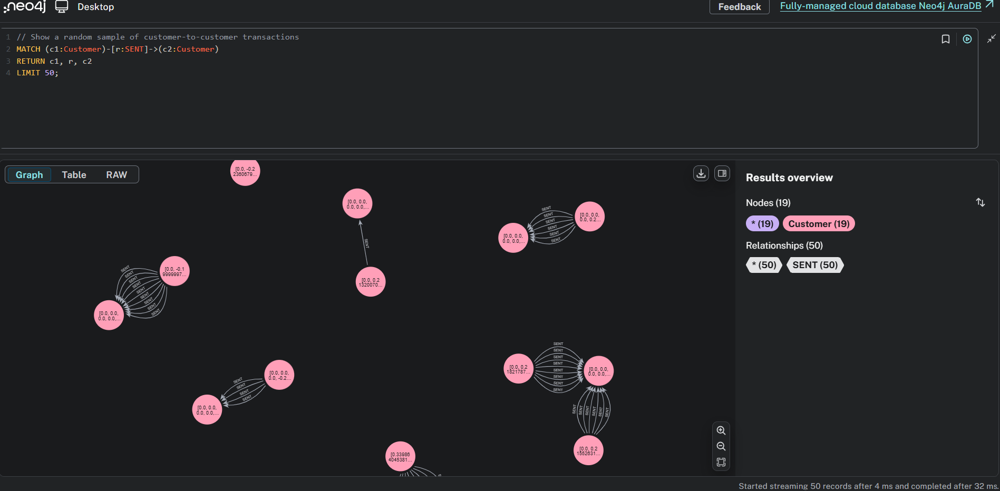 neo4j Desktop
Feedback
Fully-managed cloud database Neo4j AuraDB
1 // Show a random sample of customer-to-customer transactions
2 MATCH (c1:Customer)-[r:SENT]->(c2:Customer)
3 RETURN c1, r, c2
4 LIMIT 50;
Graph Table RAW
[0.0, -0.2
2360679...
[0.0, 0.0,
0.0, 0.0,...
SENT
[0.0, 0.2
1320070...
[0.0, 0.0,
0.0, 0.2...
SENT
SENT
SENT
SENT
SENT
SENT
[0.0, 0.0,
0.0, 0.0,...
[0.0, -0.1
9999997...
SENT
SENT
SENT
SENT
SENT
SENT
SENT
SENT
[0.0, 0.0,
0.0, 0.0,...
[0.0, 0.0,
0.0, -0.2...
SENT
SENT
SENT
SENT
[0.0, 0.0,
0.0, 0.0,...
[0.0, 0.2
1821787...
SENT
SENT
SENT
SENT
SENT
SENT
SENT
SENT
[0.0, 0.0,
0.0, 0.0,...
SENT
SENT
SENT
SENT
SENT
SENT
[0.0, 0.2
1552631...
[0.33986
4045381...
Results overview
Nodes (19)
* (19) Customer (19)
Relationships (50)
* (50) SENT (50)
Started streaming 50 records after 4 ms and completed after 32 ms.